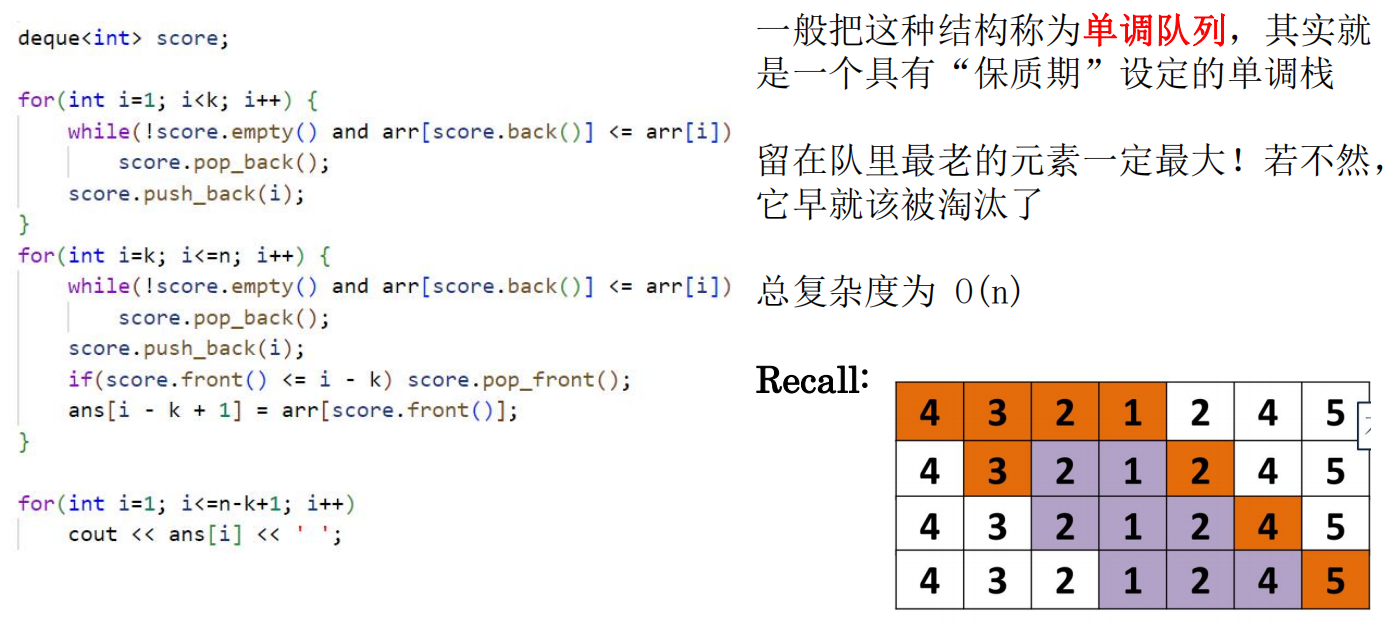 deque<int> score;
for(int i=1; i<k; i++) {
while(!score.empty() and arr[score.back()] <= arr[i])
score.pop_back();
score.push_back(i);
}
for(int i=k; i<=n; i++) {
while(!score.empty() and arr[score.back()] <= arr[i])
score.pop_back();
score.push_back(i);
if(score.front() <= i - k) score.pop_front();
ans[i - k + 1] = arr[score.front()];
}
for(int i=1; i<=n-k+1; i++)
cout << ans[i] << ' ';
一般把这种结构称为单调队列，其实就
是一个具有“保质期”设定的单调栈
留在队里最老的元素一定最大！若不然，
它早就该被淘汰了
总复杂度为 O(n)
Recall:
4 3 2 1 2 4 5
4 3 2 1 2 4 5
4 3 2 1 2 4 5
4 3 2 1 2 4 5